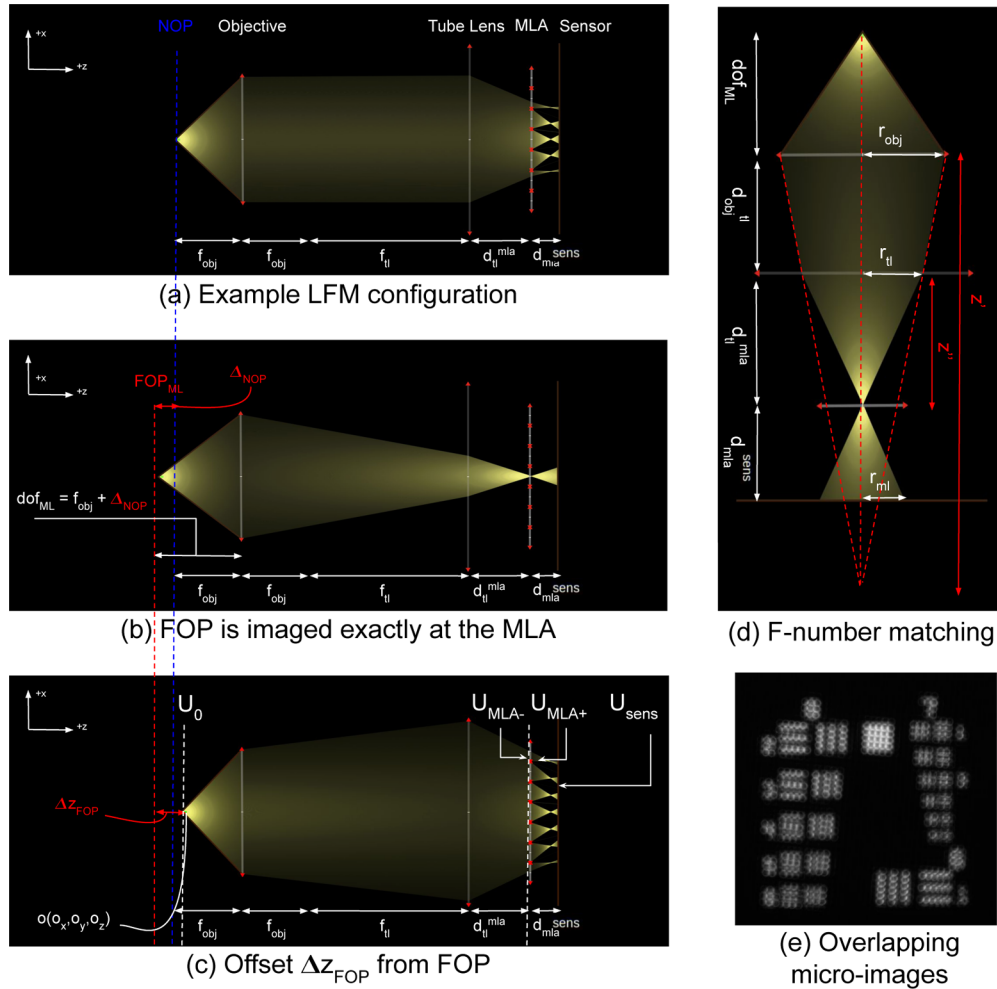 +x
+z
NOP
Objective
Tube Lens
MLA
Sensor
f_obj
f_obj
f_tl
d_tl^mla
d_mla^sens
(a) Example LFM configuration
+x
+z
FOP_ML
Δ_NOP
dof_ML = f_obj + Δ_NOP
f_obj
f_obj
f_tl
d_tl^mla
d_mla^sens
(b) FOP is imaged exactly at the MLA
+x
+z
U_0
U_MLA-
U_MLA+
U_sens
Δz_FOP
o(o_x,o_y,o_z)
f_obj
f_obj
f_tl
d_tl^mla
d_mla^sens
(c) Offset Δz_FOP from FOP
dof_ML
r_obj
d_obj^tl
r_tl
z'
z''
d_tl^mla
d_mla^sens
r_ml
(d) F-number matching
(e) Overlapping
micro-images